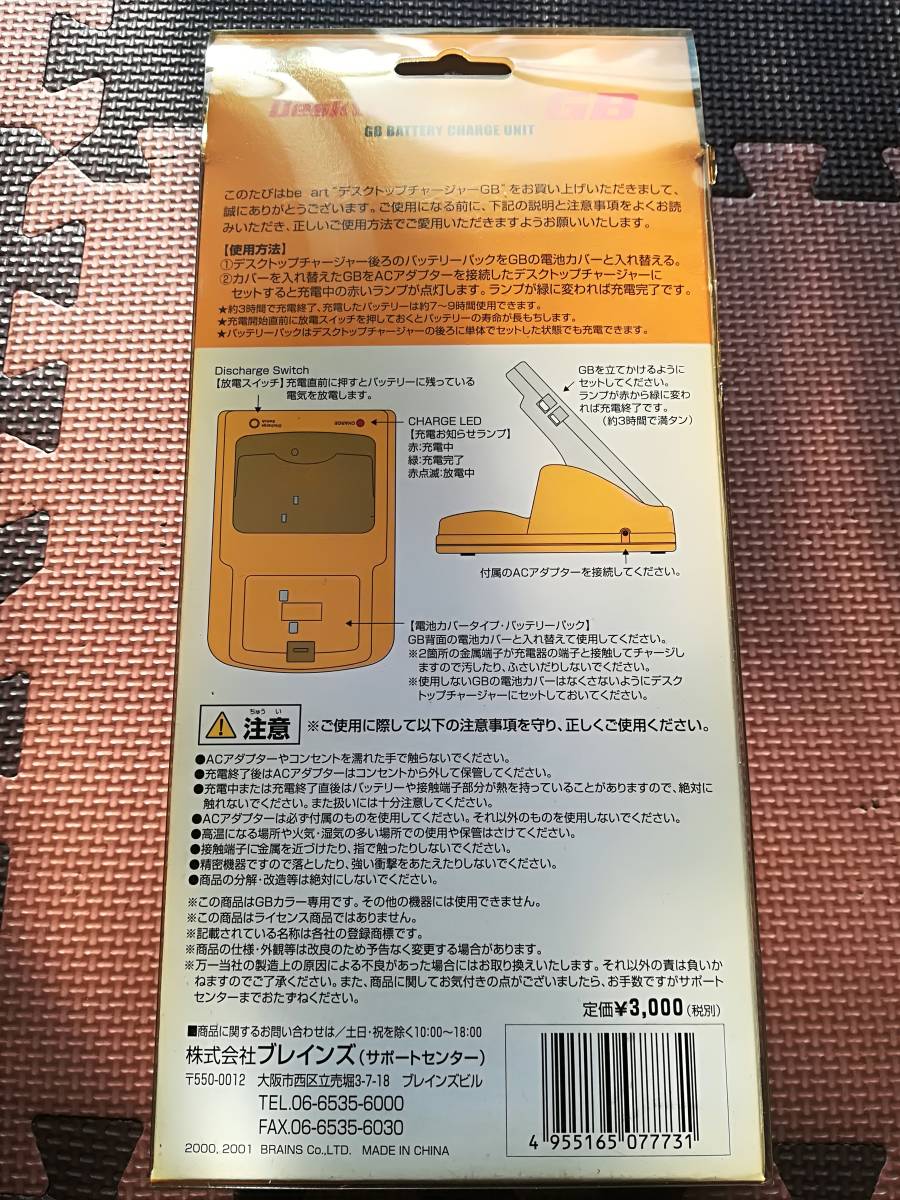 Desk GB
GB BATTERY CHARGE UNIT
このたびはbe art"デスクトップチャージャーGB"をお買い上げいただきまして、
誠にありがとうございます。ご使用になる前に、下記の説明と注意事項をよくお読
みいただき、正しいご使用方法でご愛用いただきますようお願いいたします。
【使用方法】
①デスクトップチャージャー後ろのバッテリーパックをGBの電池カバーと入れ替える。
②カバーを入れ替えたGBをACアダプターを接続したデスクトップチャージャーに
セットすると充電中の赤いランプが点灯します。ランプが緑に変われば充電完了です。
★約3時間で充電終了、充電したバッテリーは約7〜9時間使用できます。
★充電開始直前に放電スイッチを押しておくとバッテリーの寿命が長もちします。
★バッテリーパックはデスクトップチャージャーの後ろに単体でセットした状態でも充電できます。
Discharge Switch
【放電スイッチ】充電直前に押すとバッテリーに残っている
電気を放電します。
GBを立てかけるように
セットしてください。
ランプが赤から緑に変わ
れば充電終了です。
(約3時間で満タン)
Discharge
Switch
CHARGE
CHARGE LED
【充電お知らせランプ】
赤:充電中
緑:充電完了
赤点滅:放電中
付属のACアダプターを接続してください。
【電池カバータイプ・バッテリーパック】
GB背面の電池カバーと入れ替えて使用してください。
※2箇所の金属端子が充電器の端子と接触してチャージし
ますので汚したり、ふさいだりしないでください。
※使用しないGBの電池カバーはなくさないようにデスク
トップチャージャーにセットしておいてください。
ちゅう い
注意 ※ご使用に際して以下の注意事項を守り、正しくご使用ください。
●ACアダプターやコンセントを濡れた手で触らないでください。
●充電終了後はACアダプターはコンセントから外して保管してください。
●充電中または充電終了直後はバッテリーや接触端子部分が熱を持っていることがありますので、絶対に
触れないでください。また扱いには十分注意してください。
●ACアダプターは必ず付属のものを使用してください。それ以外のものを使用しないでください。
●高温になる場所や火気・湿気の多い場所での使用や保管はさけてください。
●接触端子に金属を近づけたり、指で触ったりしないでください。
●精密機器ですので落としたり、強い衝撃をあたえたりしないでください。
●商品の分解・改造等は絶対にしないでください。
※この商品はGBカラー専用です。その他の機器には使用できません。
※この商品はライセンス商品ではありません。
※記載されている名称は各社の登録商標です。
※商品の仕様・外観等は改良のため予告なく変更する場合があります。
※万一当社の製造上の原因による不良があった場合にはお取り換えいたします。それ以外の責は負いか
ねますのでご了承ください。また、商品に関してお気付きの点がございましたら、お手数ですがサポート
センターまでおたずねください。
定価¥3,000(税別)
■商品に関するお問い合わせは/土日・祝を除く10:00〜18:00
株式会社ブレインズ(サポートセンター)
〒550-0012 大阪市西区立売堀3-7-18 ブレインズビル
TEL.06-6535-6000
FAX.06-6535-6030
2000, 2001 BRAINS Co.,LTD. MADE IN CHINA
4 955165 077731